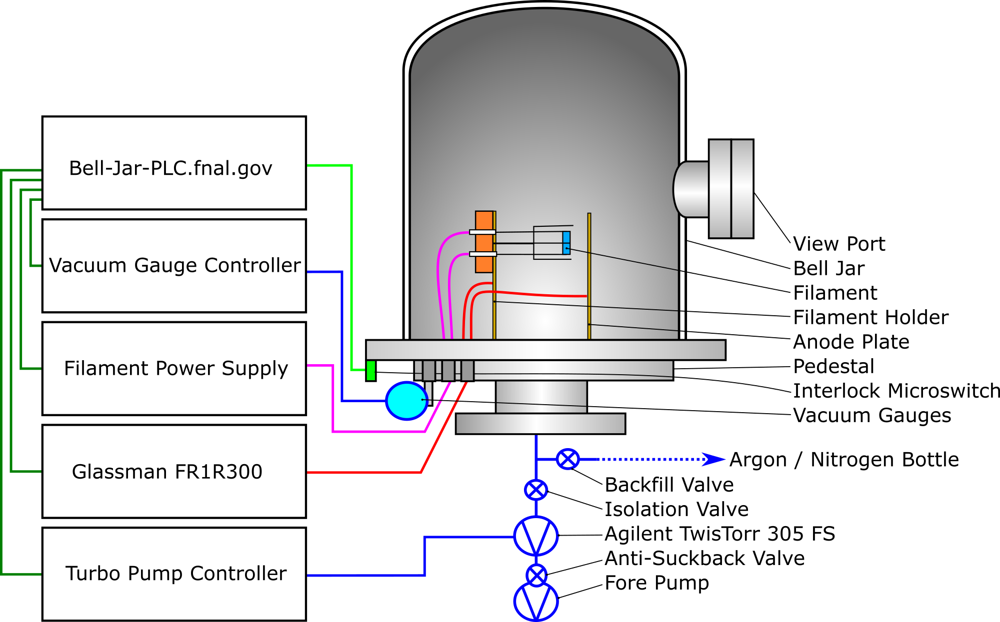 Bell-Jar-PLC.fnal.gov
Vacuum Gauge Controller
Filament Power Supply
Glassman FR1R300
Turbo Pump Controller
View Port
Bell Jar
Filament
Filament Holder
Anode Plate
Pedestal
Interlock Microswitch
Vacuum Gauges
Argon / Nitrogen Bottle
Backfill Valve
Isolation Valve
Agilent TwisTorr 305 FS
Anti-Suckback Valve
Fore Pump